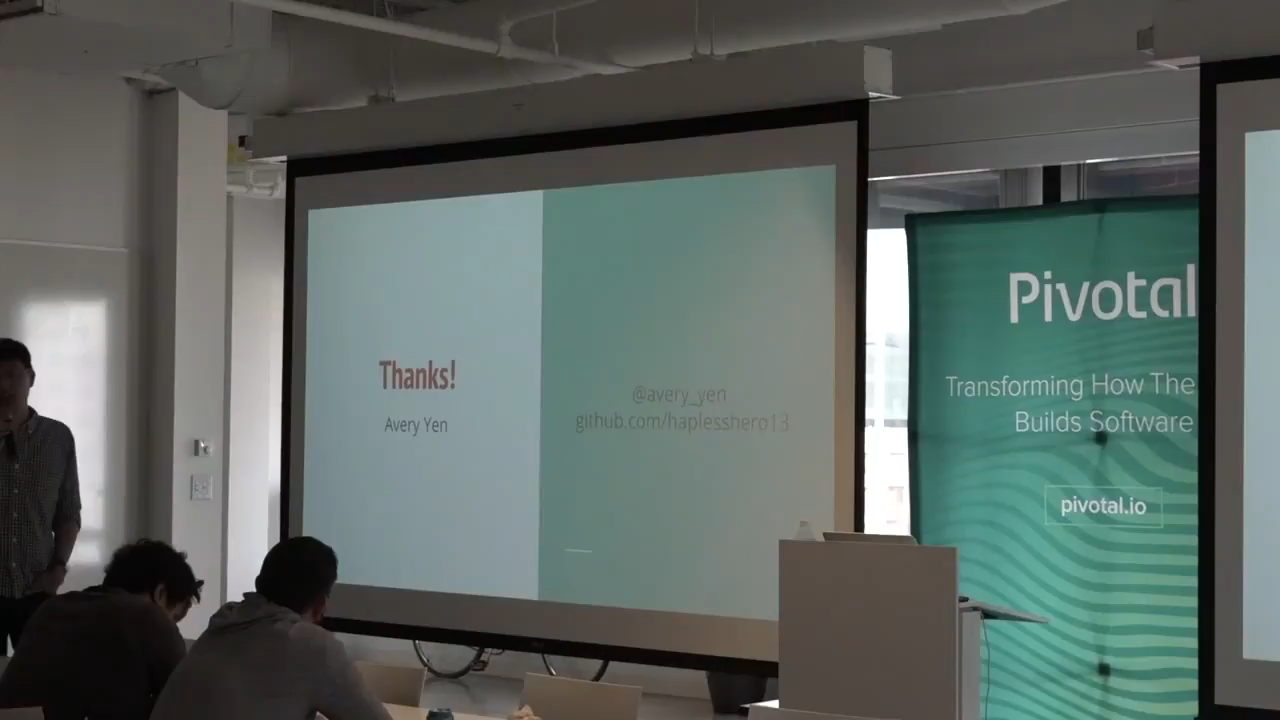 Thanks!
Avery Yen
@avery_yen
github.com/haplesshero13
Pivotal
Transforming How The
Builds Software
pivotal.io